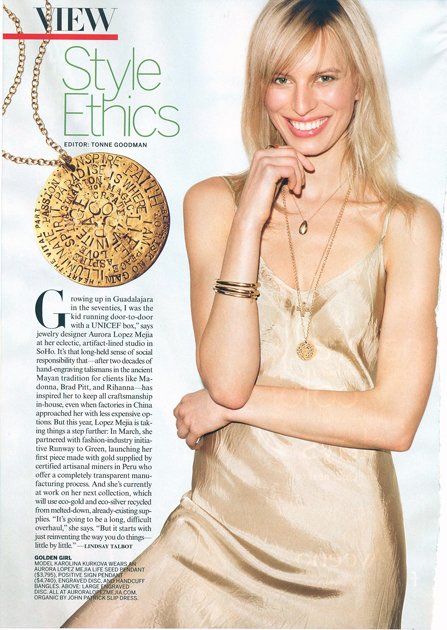 VIEW
Style
Ethics
EDITOR: TONNE GOODMAN
Growing up in Guadalajara
in the seventies, I was the
kid running door-to-door
with a UNICEF box,” says
jewelry designer Aurora Lopez Mejia
at her eclectic, artifact-lined studio in
SoHo. It's that long-held sense of social
responsibility that—after two decades of
hand-engraving talismans in the ancient
Mayan tradition for clients like Ma-
donna, Brad Pitt, and Rihanna—has
inspired her to keep all craftsmanship
in-house, even when factories in China
approached her with less expensive op-
tions. But this year, Lopez Mejia is tak-
ing things a step further: In March, she
partnered with fashion-industry initia-
tive Runway to Green, launching her
first piece made with gold supplied by
certified artisanal miners in Peru who
offer a completely transparent manu-
facturing process. And she's currently
at work on her next collection, which
will use eco-gold and eco-silver recycled
from melted-down, already-existing sup-
plies. “It's going to be a long, difficult
overhaul,” she says. “But it starts with
just reinventing the way you do things—
little by little.”—LINDSAY TALBOT
GOLDEN GIRL
MODEL KAROLINA KURKOVA WEARS AN
AURORA LOPEZ MEJIA LIFE SEED PENDANT
($3,795), POSITIVE SIGN PENDANT
($4,740), ENGRAVED DISC, AND HANDCUFF
BANGLES. ABOVE: LARGE ENGRAVED
DISC. ALL AT AURORALOPEZMEJIA.COM.
ORGANIC BY JOHN PATRICK SLIP DRESS.
INSPIRE FAITH
PARADISE IS WHERE
PASSION